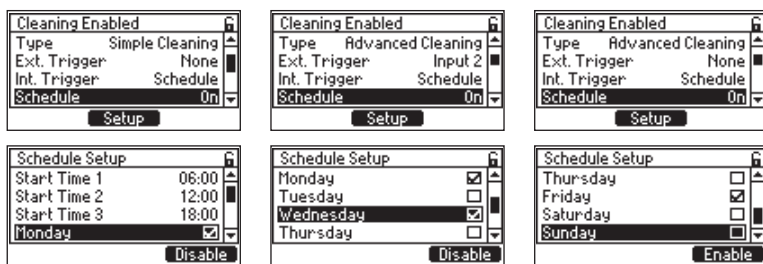 Cleaning Enabled
Type Simple Cleaning
Ext. Trigger None
Int. Trigger Schedule
Schedule On
Setup
Cleaning Enabled
Type Advanced Cleaning
Ext. Trigger Input 2
Int. Trigger Schedule
Schedule On
Setup
Cleaning Enabled
Type Advanced Cleaning
Ext. Trigger None
Int. Trigger Schedule
Schedule On
Setup
Schedule Setup
Start Time 1 06:00
Start Time 2 12:00
Start Time 3 18:00
Monday
Disable
Schedule Setup
Monday
Tuesday
Wednesday
Thursday
Disable
Schedule Setup
Thursday
Friday
Saturday
Sunday
Enable